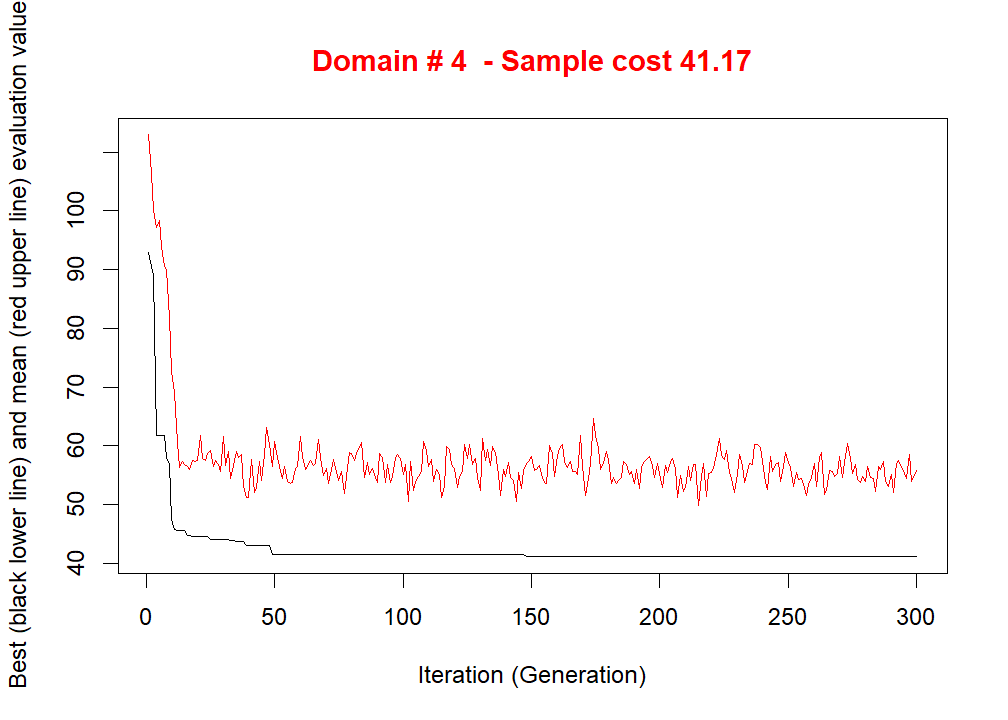 Domain # 4  - Sample cost 41.17
Best (black lower line) and mean (red upper line) evaluation value
100
90
80
70
60
50
40
0 50 100 150 200 250 300
Iteration (Generation)